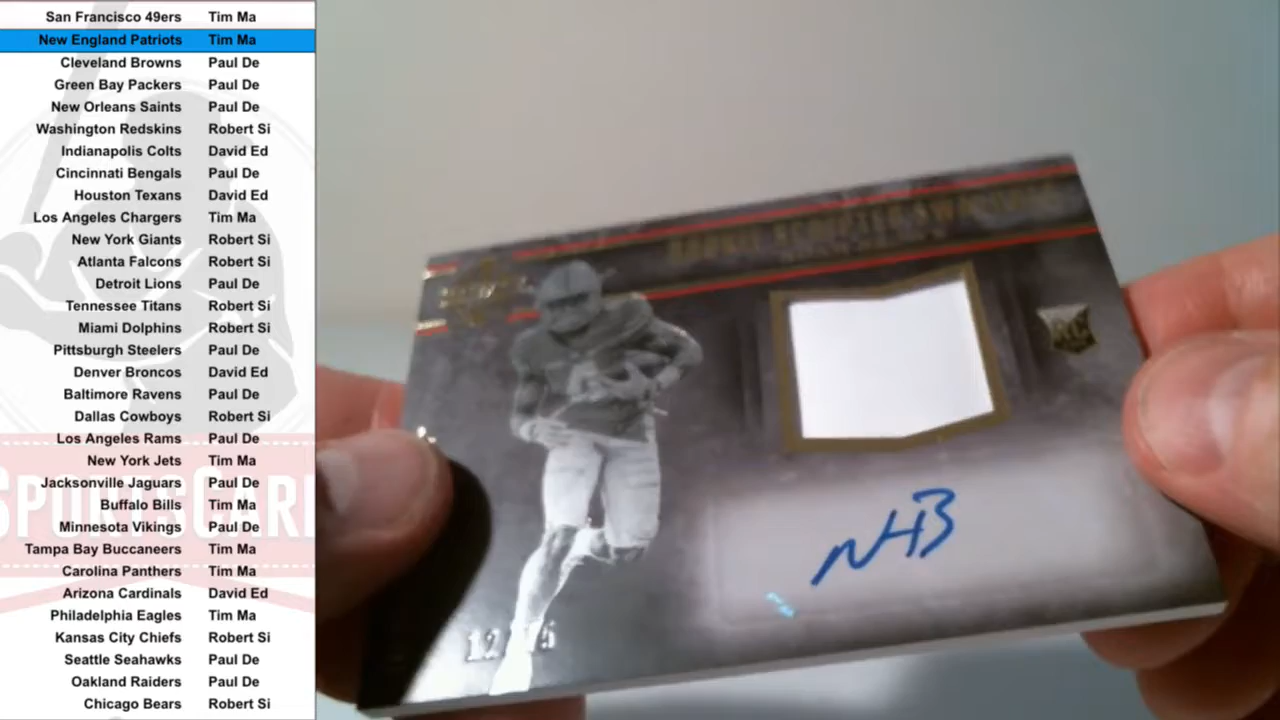 San Francisco 49ers Tim Ma
New England Patriots Tim Ma
Cleveland Browns Paul De
Green Bay Packers Paul De
New Orleans Saints Paul De
Washington Redskins Robert Si
Indianapolis Colts David Ed
Cincinnati Bengals Paul De
Houston Texans David Ed
Los Angeles Chargers Tim Ma
New York Giants Robert Si
Atlanta Falcons Robert Si
Detroit Lions Paul De
Tennessee Titans Robert Si
Miami Dolphins Robert Si
Pittsburgh Steelers Paul De
Denver Broncos David Ed
Baltimore Ravens Paul De
Dallas Cowboys Robert Si
Los Angeles Rams Paul De
New York Jets Tim Ma
Jacksonville Jaguars Paul De
Buffalo Bills Tim Ma
Minnesota Vikings Paul De
Tampa Bay Buccaneers Tim Ma
Carolina Panthers Tim Ma
Arizona Cardinals David Ed
Philadelphia Eagles Tim Ma
Kansas City Chiefs Robert Si
Seattle Seahawks Paul De
Oakland Raiders Paul De
Chicago Bears Robert Si
SPORTSCAR
RC
NHB